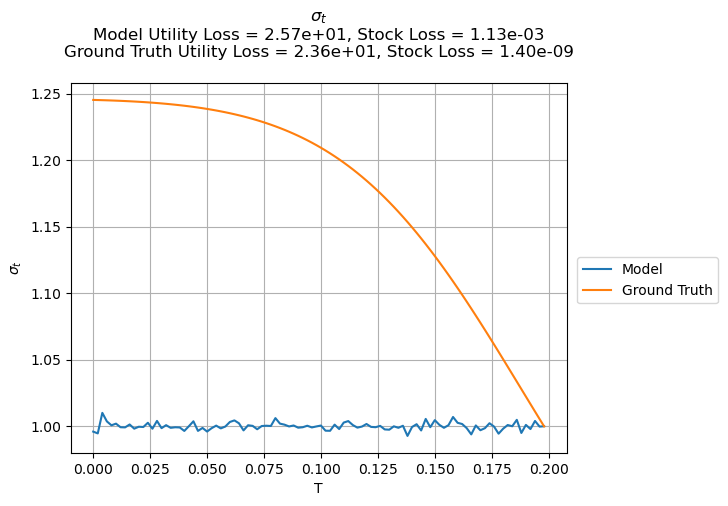 σt
Model Utility Loss = 2.57e+01, Stock Loss = 1.13e-03
Ground Truth Utility Loss = 2.36e+01, Stock Loss = 1.40e-09
1.25
1.20
1.15
1.10
1.05
1.00
σt
0.000 0.025 0.050 0.075 0.100 0.125 0.150 0.175 0.200
T
Model
Ground Truth